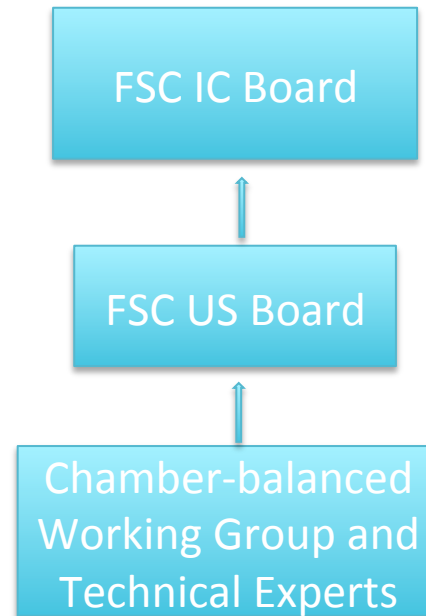 FSC IC Board
FSC US Board
Chamber-balanced
Working Group and
Technical Experts